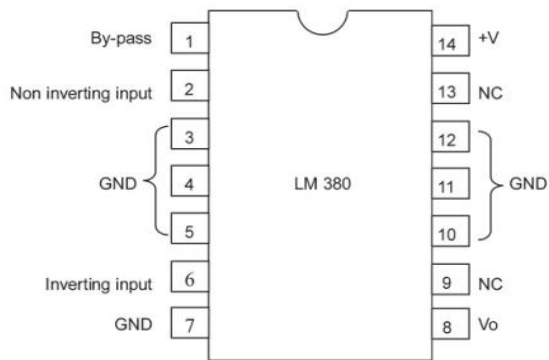 By-pass 1 14 +V
Non inverting input 2 13 NC
3 12
GND 4 LM 380 11 GND
5 10
Inverting input 6 9 NC
GND 7 8 Vo